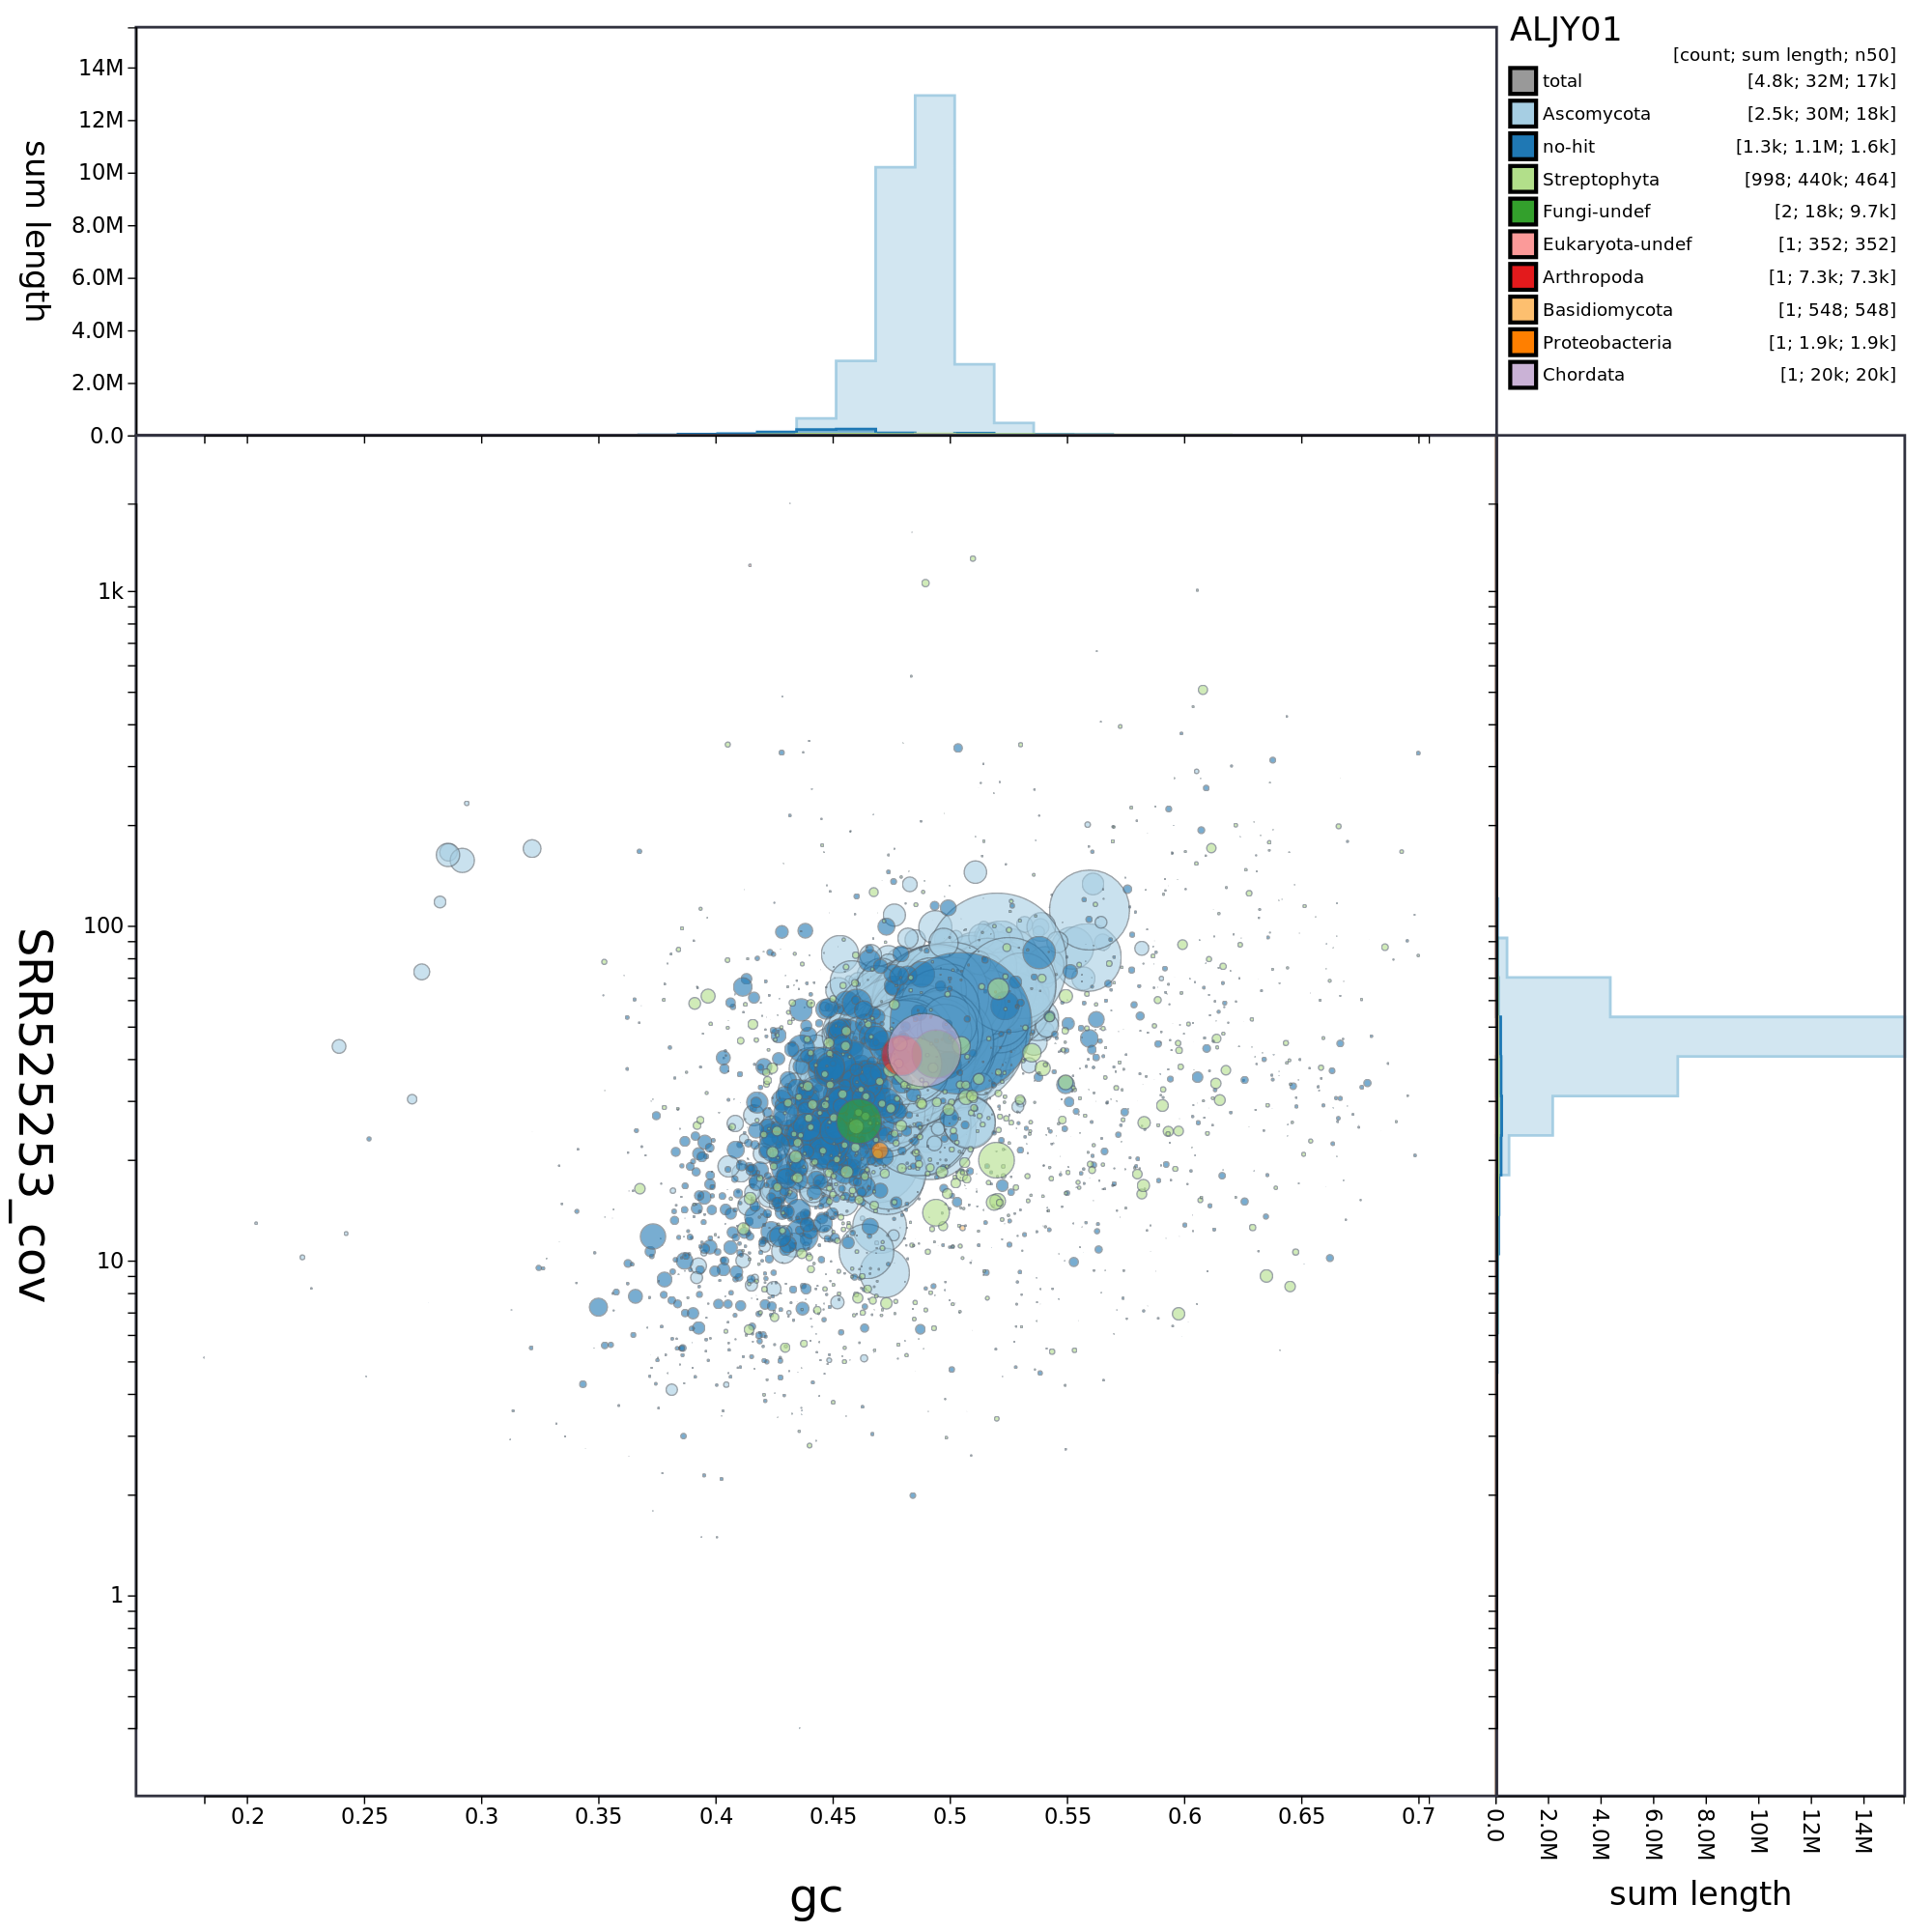 ALJY01
[count; sum length; n50]
total [4.8k; 32M; 17k]
Ascomycota [2.5k; 30M; 18k]
no-hit [1.3k; 1.1M; 1.6k]
Streptophyta [998; 440k; 464]
Fungi-undef [2; 18k; 9.7k]
Eukaryota-undef [1; 352; 352]
Arthropoda [1; 7.3k; 7.3k]
Basidiomycota [1; 548; 548]
Proteobacteria [1; 1.9k; 1.9k]
Chordata [1; 20k; 20k]
sum length
14M
12M
10M
8.0M
6.0M
4.0M
2.0M
0.0
SRR525253_cov
1k
100
10
1
0.2 0.25 0.3 0.35 0.4 0.45 0.5 0.55 0.6 0.65 0.7
gc
0.0 2.0M 4.0M 6.0M 8.0M 10M 12M 14M
sum length